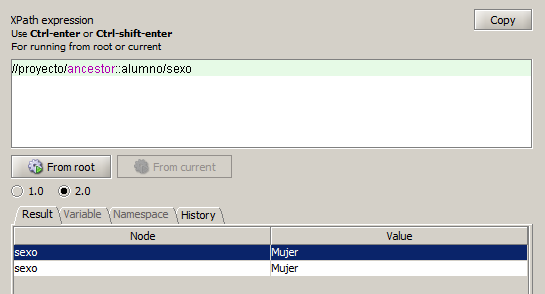 XPath expression
Copy
Use Ctrl-enter or Ctrl-shift-enter
For running from root or current
//proyecto/ancestor::alumno/sexo
From root From current
1.0 2.0
Result Variable Namespace History
Node Value
sexo Mujer
sexo Mujer